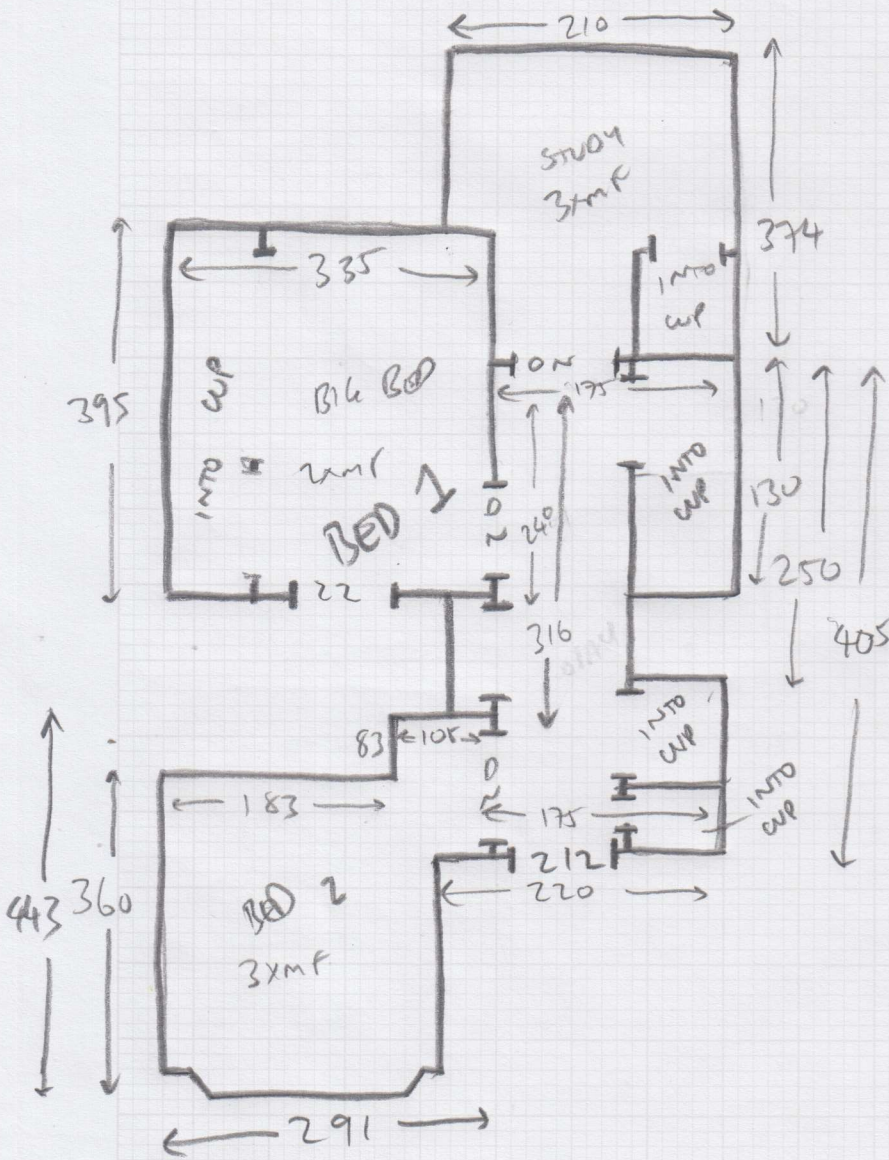 210
STUDY
3xMF
374
INTO
CUP
335
395
INTO CUP
BIG BED
2xMF
BED 1
ON
175
240
ON
316
INTO
CUP
130
250
405
22
INTO
CUP
83
105
ON
INTO
CUP
183
175
212
220
443
360
BED 2
3xMF
291